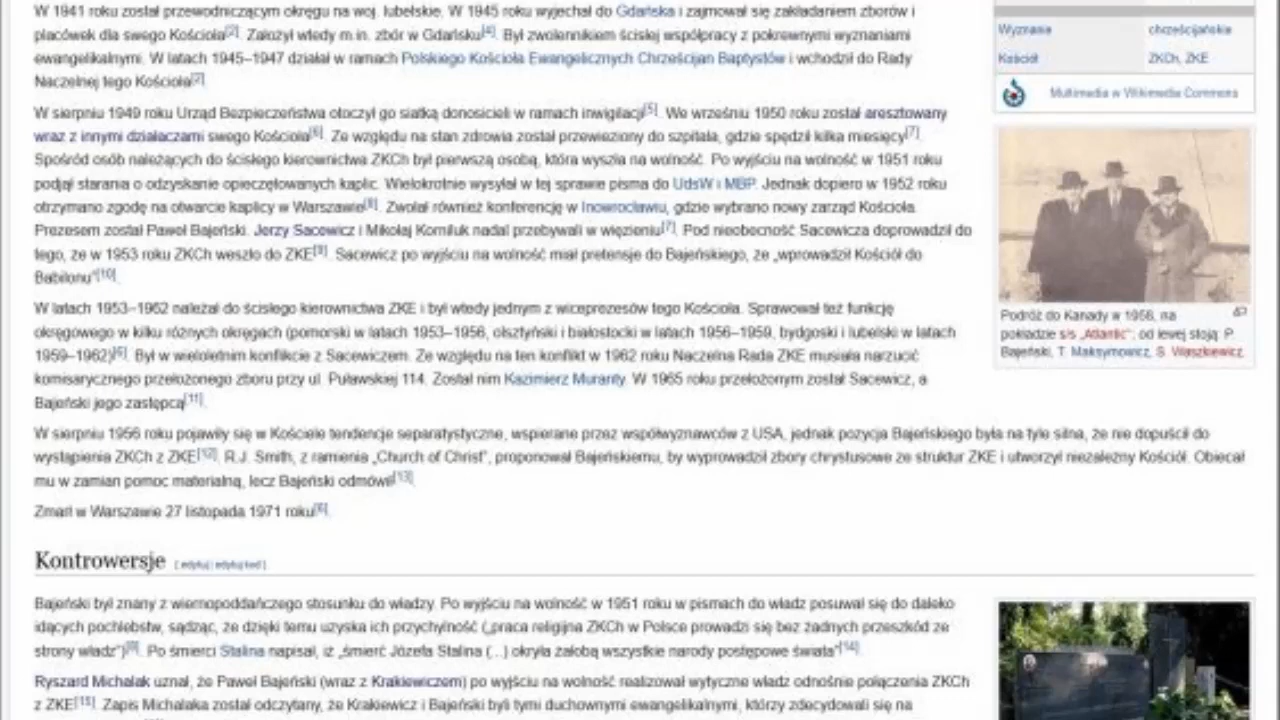 W 1941 roku został przewodniczącym okręgu na woj. lubelskie. W 1945 roku wyjechał do Gdańska i zajmował się zakładaniem zborów i
placówek dla swego Kościoła[2]. Założył wtedy m.in. zbór w Gdańsku[4]. Był zwolennikiem ścisłej współpracy z pokrewnymi wyznaniami
ewangelikalnymi. W latach 1945–1947 działał w ramach Polskiego Kościoła Ewangelicznych Chrześcijan Baptystów i wchodził do Rady
Naczelnej tego Kościoła[2].
W sierpniu 1949 roku Urząd Bezpieczeństwa otoczył go siatką donosicieli w ramach inwigilacji[5]. We wrześniu 1950 roku został aresztowany
wraz z innymi działaczami swego Kościoła[6]. Ze względu na stan zdrowia został przewieziony do szpitala, gdzie spędził kilka miesięcy[7].
Spośród osób należących do ścisłego kierownictwa ZKCh był pierwszą osobą, która wyszła na wolność. Po wyjściu na wolność w 1951 roku
podjął starania o odzyskanie opieczętowanych kaplic. Wielokrotnie wysyłał w tej sprawie pisma do UdsW i MBP. Jednak dopiero w 1952 roku
otrzymano zgodę na otwarcie kaplicy w Warszawie[8]. Zwołał również konferencję w Inowrocławiu, gdzie wybrano nowy zarząd Kościoła.
Prezesem został Paweł Bajeński. Jerzy Sacewicz i Mikołaj Korniluk nadal przebywali w więzieniu[7]. Pod nieobecność Sacewicza doprowadził do
tego, że w 1953 roku ZKCh weszło do ZKE[9]. Sacewicz po wyjściu na wolność miał pretensje do Bajeńskiego, że „wprowadził Kościół do
Babilonu”[10].
W latach 1953–1962 należał do ścisłego kierownictwa ZKE i był wtedy jednym z wiceprezesów tego Kościoła. Sprawował też funkcję
okręgowego w kilku różnych okręgach (pomorski w latach 1953–1956, olsztyński i białostocki w latach 1956–1959, bydgoski i lubelski w latach
1959–1962)[6]. Był w wieloletnim konflikcie z Sacewiczem. Ze względu na ten konflikt w 1962 roku Naczelna Rada ZKE musiała narzucić
komisarycznego przełożonego zboru przy ul. Puławskiej 114. Został nim Kazimierz Muranty. W 1965 roku przełożonym został Sacewicz, a
Bajeński jego zastępcą[11].
W sierpniu 1956 roku pojawiły się w Kościele tendencje separatystyczne, wspierane przez współwyznawców z USA, jednak pozycja Bajeńskiego była na tyle silna, że nie dopuścił do
wystąpienia ZKCh z ZKE[12]. R.J. Smith, z ramienia „Church of Christ”, proponował Bajeńskiemu, by wyprowadził zbory chrystusowe ze struktur ZKE i utworzył niezależny Kościół. Obiecał
mu w zamian pomoc materialną, lecz Bajeński odmówił[13].
Zmarł w Warszawie 27 listopada 1971 roku[6].
Kontrowersje [ edytuj | edytuj kod ]
Bajeński był znany z wiernopoddańczego stosunku do władzy. Po wyjściu na wolność w 1951 roku w pismach do władz posuwał się do daleko
idących pochlebstw, sądząc, że dzięki temu uzyska ich przychylność („praca religijna ZKCh w Polsce prowadzi się bez żadnych przeszkód ze
strony władz”)[8]. Po śmierci Stalina napisał, iż „śmierć Józefa Stalina (...) okryła żałobą wszystkie narody postępowe świata”[14].
Ryszard Michalak uznał, że Paweł Bajeński (wraz z Krakiewiczem) po wyjściu na wolność realizował wytyczne władz odnośnie połączenia ZKCh
z ZKE[15]. Zapis Michalaka został odczytany, że Krakiewicz i Bajeński byli tymi duchownymi ewangelikalnymi, którzy zdecydowali się na
Wyznanie chrześcijańskie
Kościół ZKCh, ZKE
Multimedia w Wikimedia Commons
Podróż do Kanady w 1958, na
pokładzie s/s „Atlantic”; od lewej stoją: P.
Bajeński, T. Maksymowicz, S. Waszkiewicz.